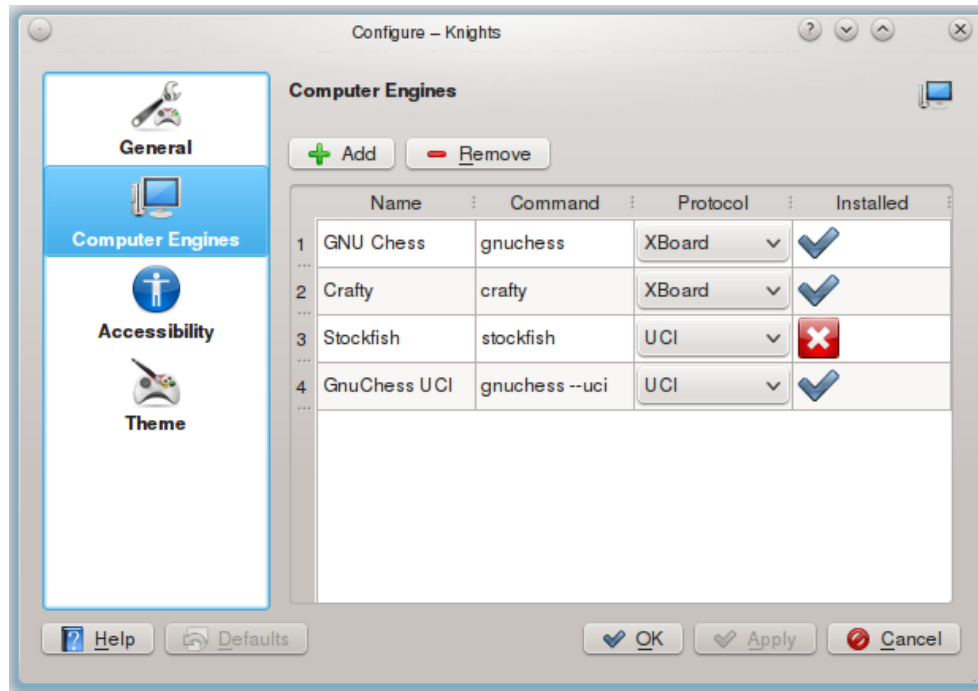 Configure – Knights
General
Computer Engines
Accessibility
Theme
Computer Engines
Add Remove
Name Command Protocol Installed
1 GNU Chess gnuchess XBoard
2 Crafty crafty XBoard
3 Stockfish stockfish UCI
4 GnuChess UCI gnuchess --uci UCI
Help Defaults OK Apply Cancel